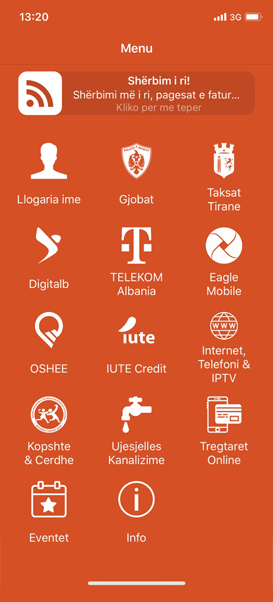 13:20
3G
Menu
Shërbim i ri!
Shërbimi më i ri, pagesat e fatur...
Kliko per me teper
Llogaria ime
Gjobat
Taksat
Tirane
Digitalb
T
TELEKOM
Albania
Eagle
Mobile
OSHEE
iute
IUTE Credit
WWW
Internet,
Telefoni &
IPTV
Kopshte
& Cerdhe
Ujesjelles
Kanalizime
Tregtaret
Online
Eventet
i
Info